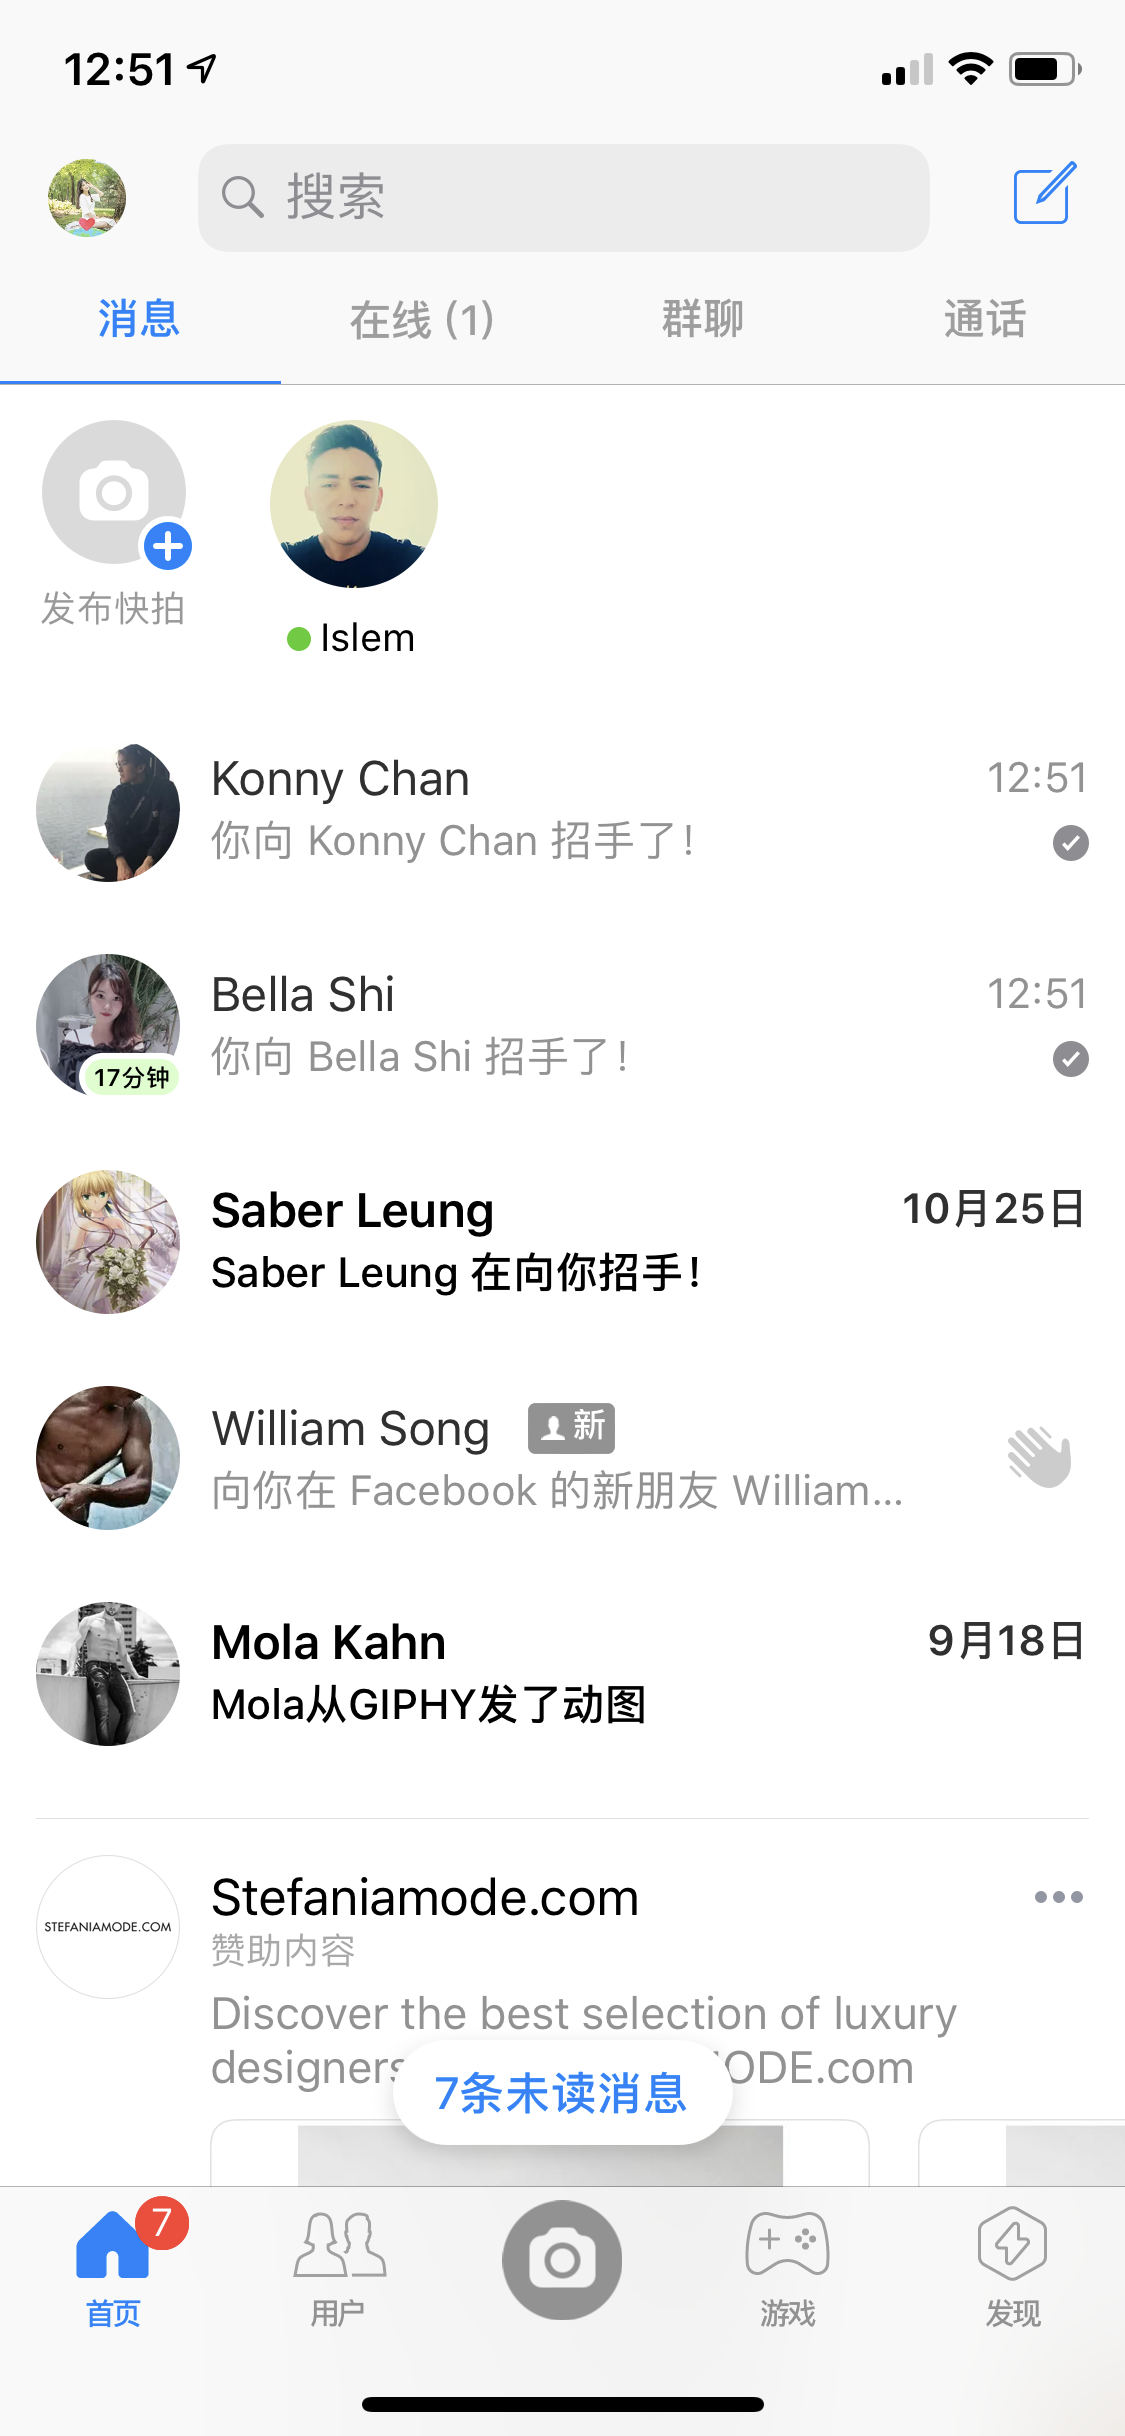 12:51
搜索
消息 在线 (1) 群聊 通话
发布快拍
Islem
Konny Chan 12:51
你向 Konny Chan 招手了!
Bella Shi 12:51
你向 Bella Shi 招手了!
17分钟
Saber Leung 10月25日
Saber Leung 在向你招手!
William Song 新
向你在 Facebook 的新朋友 William...
Mola Kahn 9月18日
Mola从GIPHY发了动图
STEFANIAMODE.COM
Stefaniamode.com
赞助内容
Discover the best selection of luxury
designers ODE.com
7条未读消息
7
首页 用户 游戏 发现